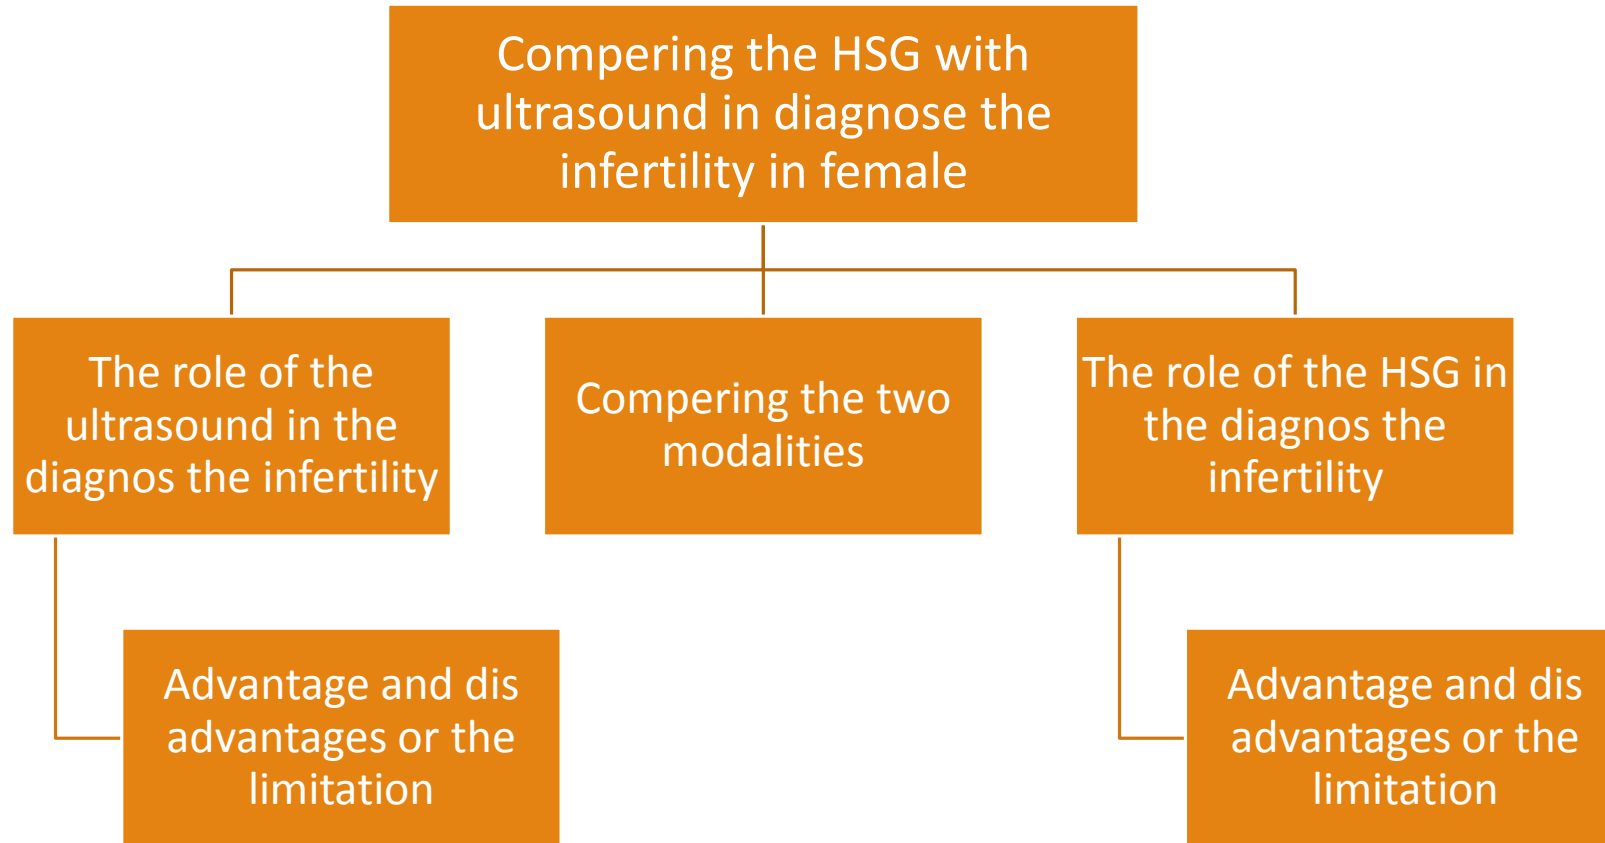 Compering the HSG with
ultrasound in diagnose the
infertility in female
The role of the
ultrasound in the
diagnos the infertility
Compering the two
modalities
The role of the HSG in
the diagnos the
infertility
Advantage and dis
advantages or the
limitation
Advantage and dis
advantages or the
limitation